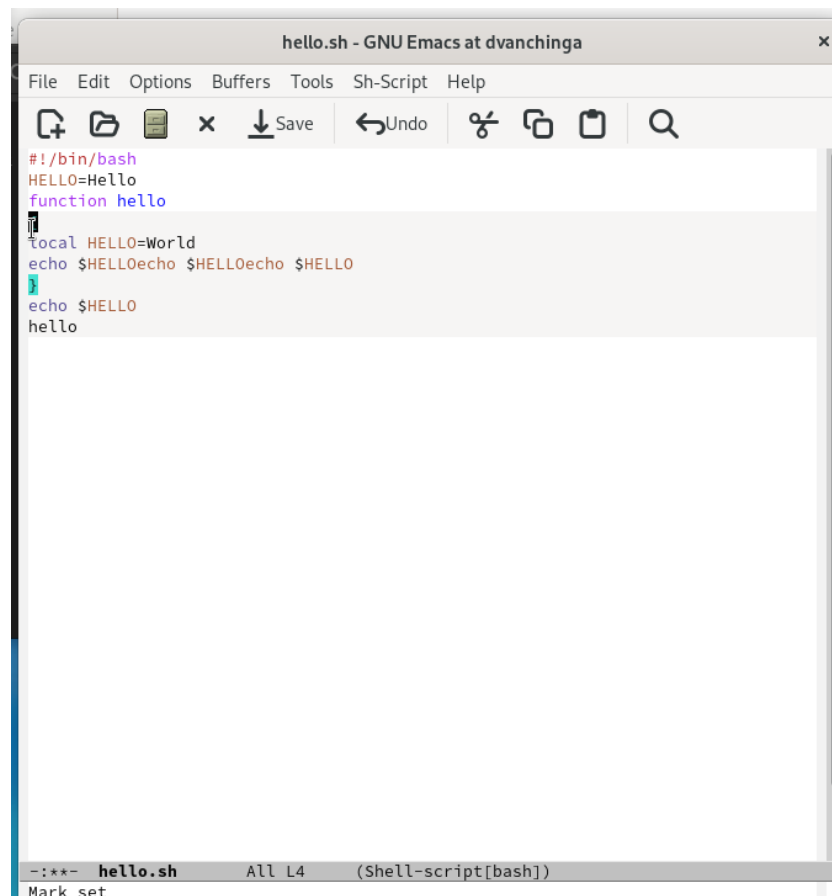 hello.sh - GNU Emacs at dvanchinga
File Edit Options Buffers Tools Sh-Script Help
Save Undo
#!/bin/bash
HELLO=Hello
function hello
{
local HELLO=World
echo $HELLOecho $HELLOecho $HELLO
}
echo $HELLO
hello
-:**- hello.sh All L4 (Shell-script[bash])
Mark set